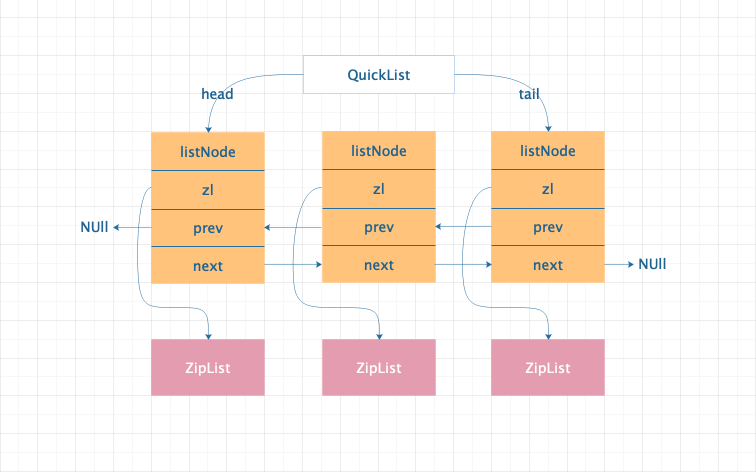 QuickList
head
tail
listNode
listNode
listNode
zl
zl
zl
NUll
prev
prev
prev
next
next
next
NUll
ZipList
ZipList
ZipList